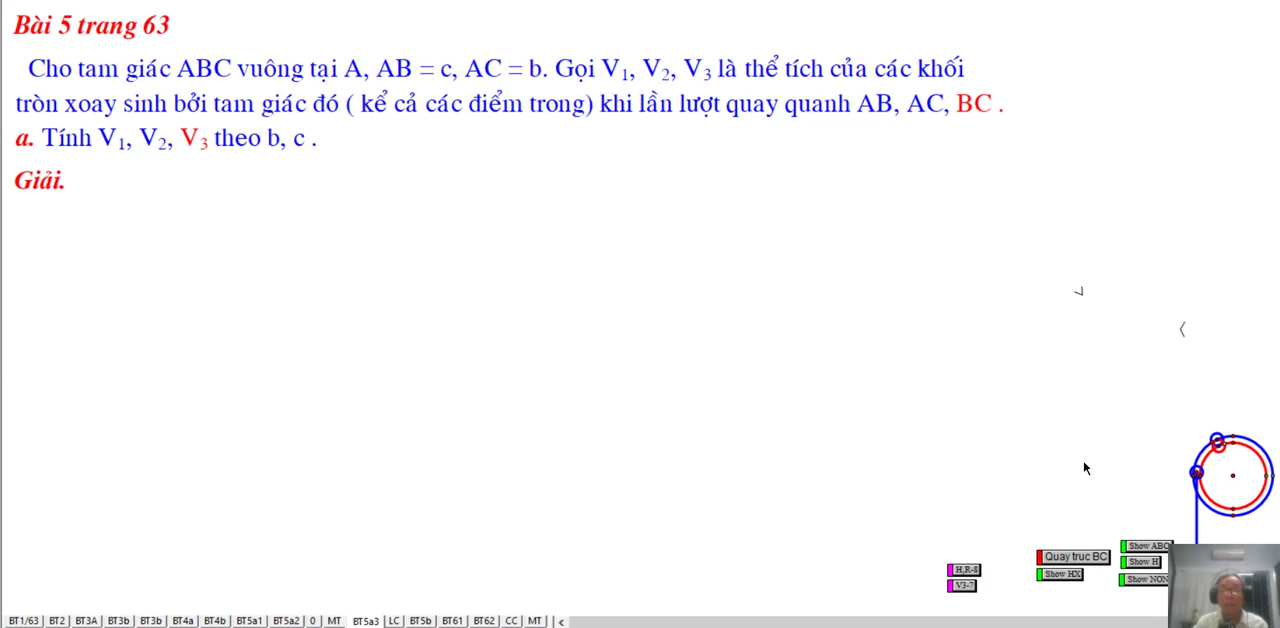 Bài 5 trang 63
Cho tam giác ABC vuông tại A, AB = c, AC = b. Gọi V₁, V₂, V₃ là thể tích của các khối
tròn xoay sinh bởi tam giác đó ( kể cả các điểm trong) khi lần lượt quay quanh AB, AC, BC .
a. Tính V₁, V₂, V₃ theo b, c .
Giải.
Show ABC
Quay truc BC
Show H
H,R-8
Show HX
Show NON
V3-7
BT1/63 BT2 BT3A BT3b BT3b BT4a BT4b BT5a1 BT5a2 0 MT BT5a3 LC BT5b BT61 BT62 CC MT